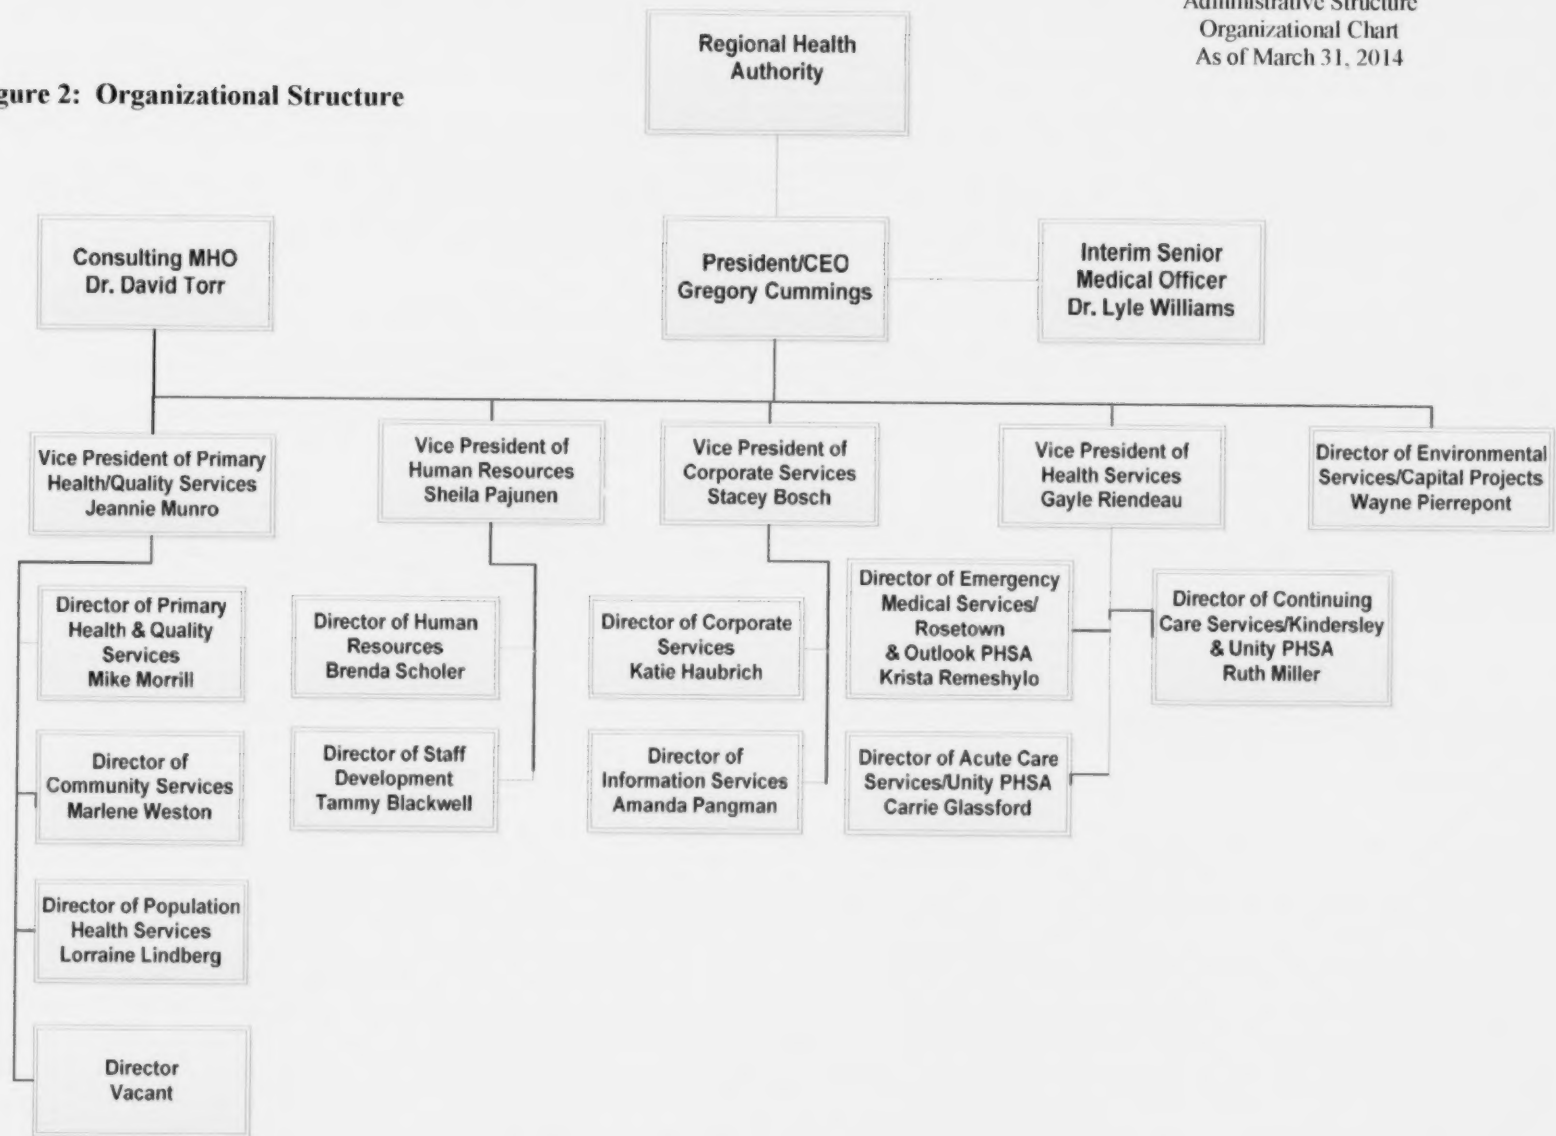 Administrative Structure
Organizational Chart
As of March 31, 2014
Figure 2: Organizational Structure
Regional Health
Authority
Consulting MHO
Dr. David Torr
President/CEO
Gregory Cummings
Interim Senior
Medical Officer
Dr. Lyle Williams
Vice President of Primary
Health/Quality Services
Jeannie Munro
Vice President of
Human Resources
Sheila Pajunen
Vice President of
Corporate Services
Stacey Bosch
Vice President of
Health Services
Gayle Riendeau
Director of Environmental
Services/Capital Projects
Wayne Pierrepont
Director of Primary
Health & Quality
Services
Mike Morrill
Director of Human
Resources
Brenda Scholer
Director of Corporate
Services
Katie Haubrich
Director of Emergency
Medical Services/
Rosetown
& Outlook PHSA
Krista Remeshylo
Director of Continuing
Care Services/Kindersley
& Unity PHSA
Ruth Miller
Director of
Community Services
Marlene Weston
Director of Staff
Development
Tammy Blackwell
Director of
Information Services
Amanda Pangman
Director of Acute Care
Services/Unity PHSA
Carrie Glassford
Director of Population
Health Services
Lorraine Lindberg
Director
Vacant